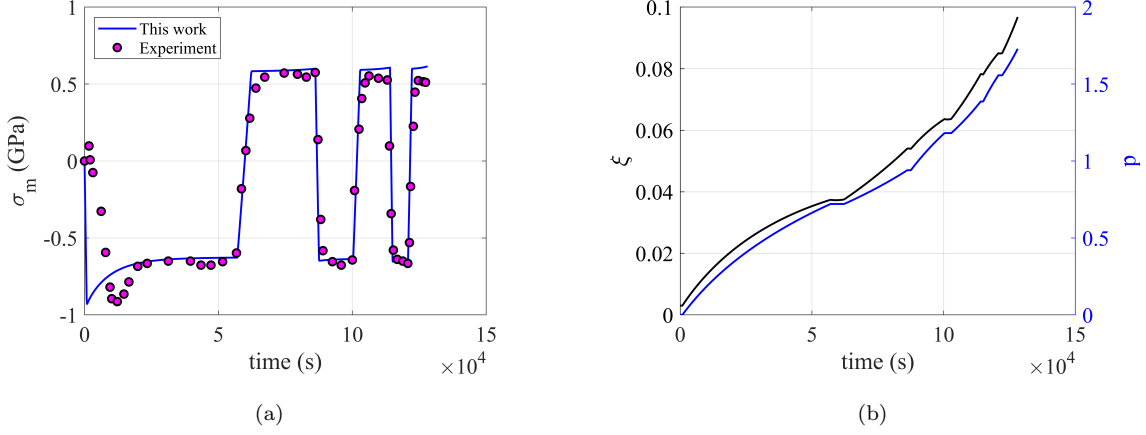 1
0.5
0
-0.5
-1
σm (GPa)
This work
Experiment
0 5 10 15
time (s)
×10^4
(a)
0.1
0.08
0.06
0.04
0.02
0
ξ
2
1.5
1
0.5
0
p
0 5 10 15
time (s)
×10^4
(b)